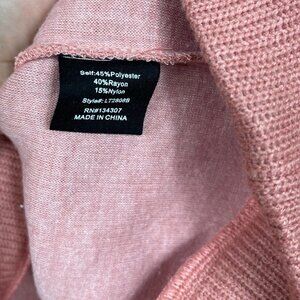 Self:45%Polyester
40%Rayon
15%Nylon
Style#: LT2808B
RN#134307
MADE IN CHINA